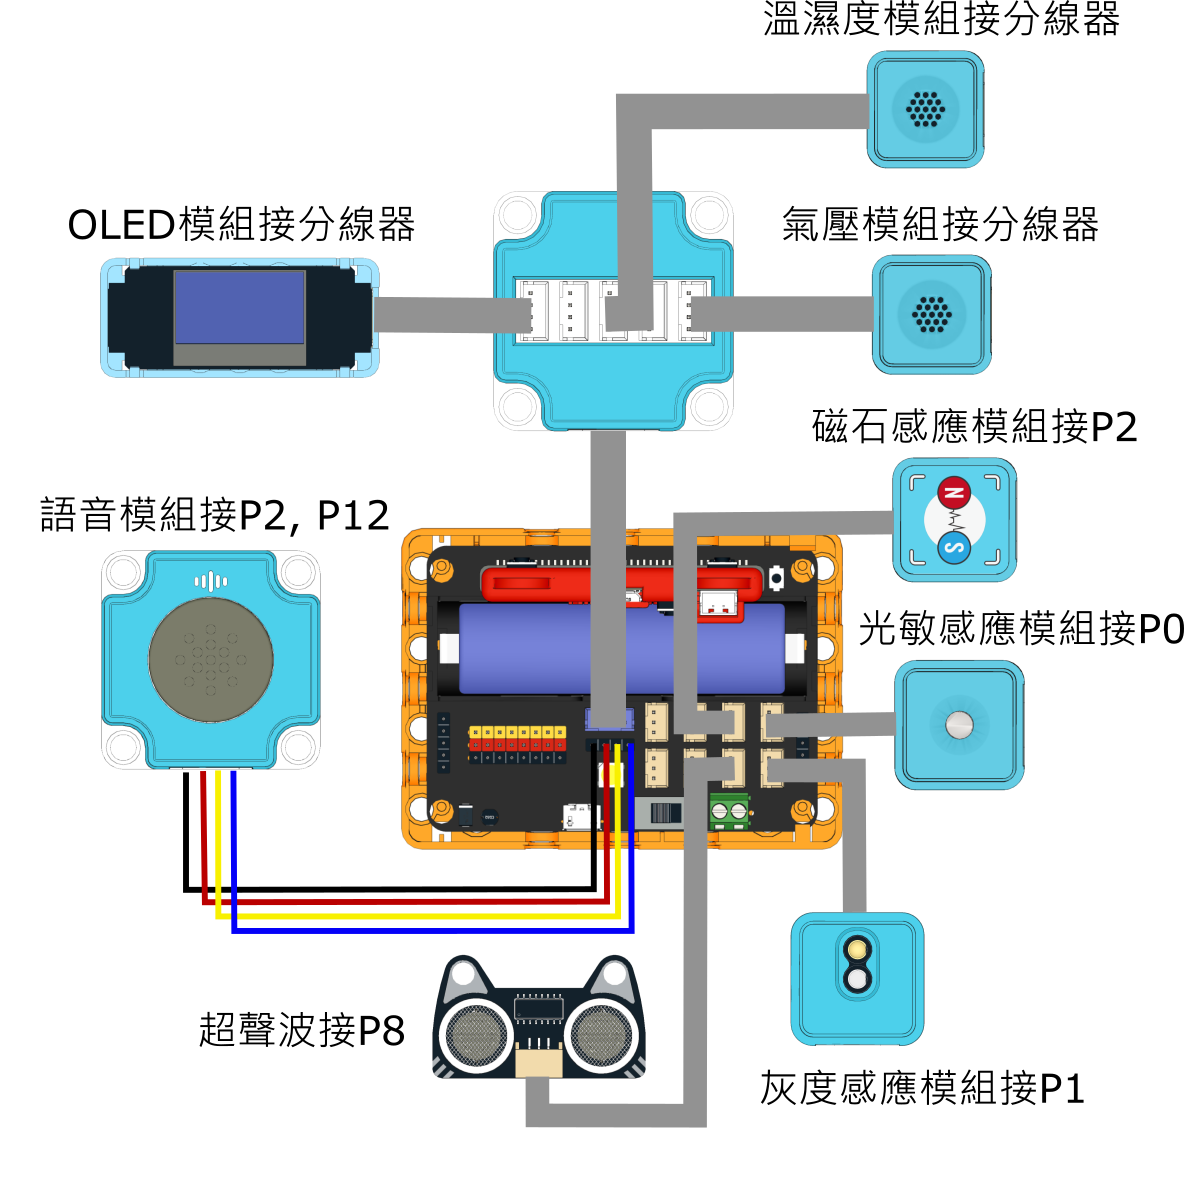 溫濕度模組接分線器
OLED模組接分線器
氣壓模組接分線器
磁石感應模組接P2
N
S
語音模組接P2, P12
光敏感應模組接P0
超聲波接P8
灰度感應模組接P1